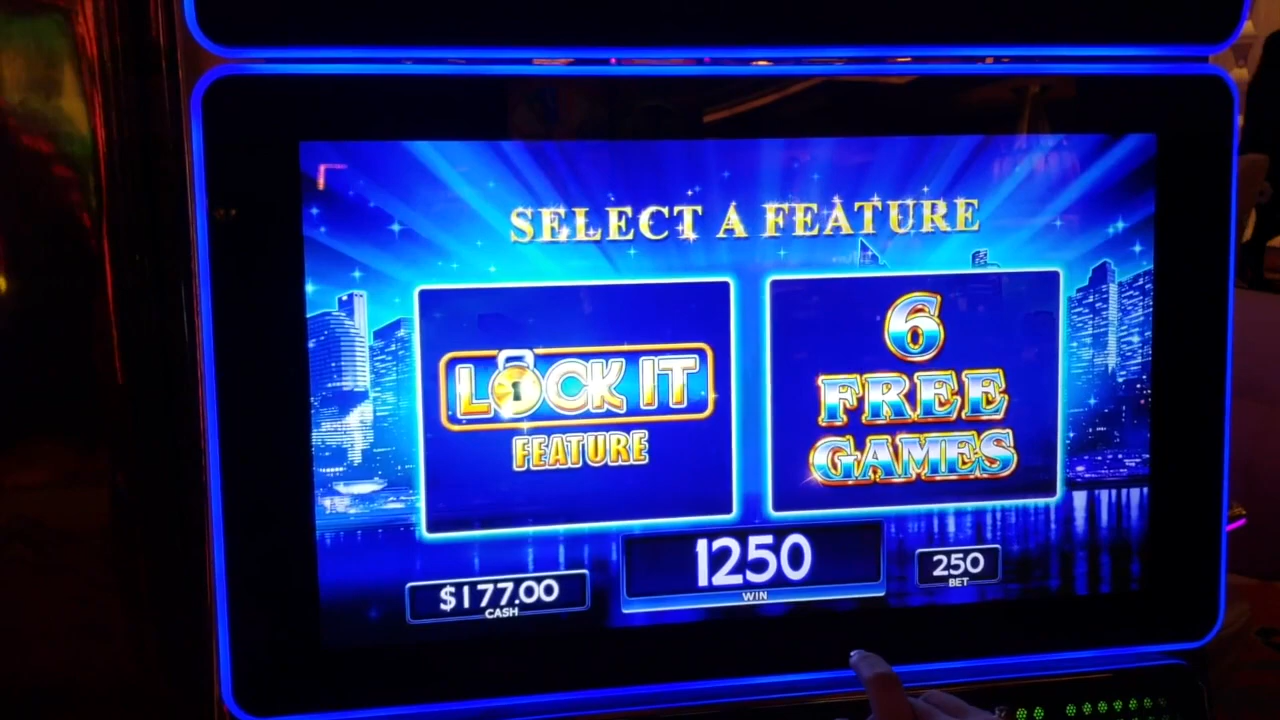 SELECT A FEATURE
LOCK IT
FEATURE
6
FREE
GAMES
$177.00
CASH
1250
WIN
250
BET